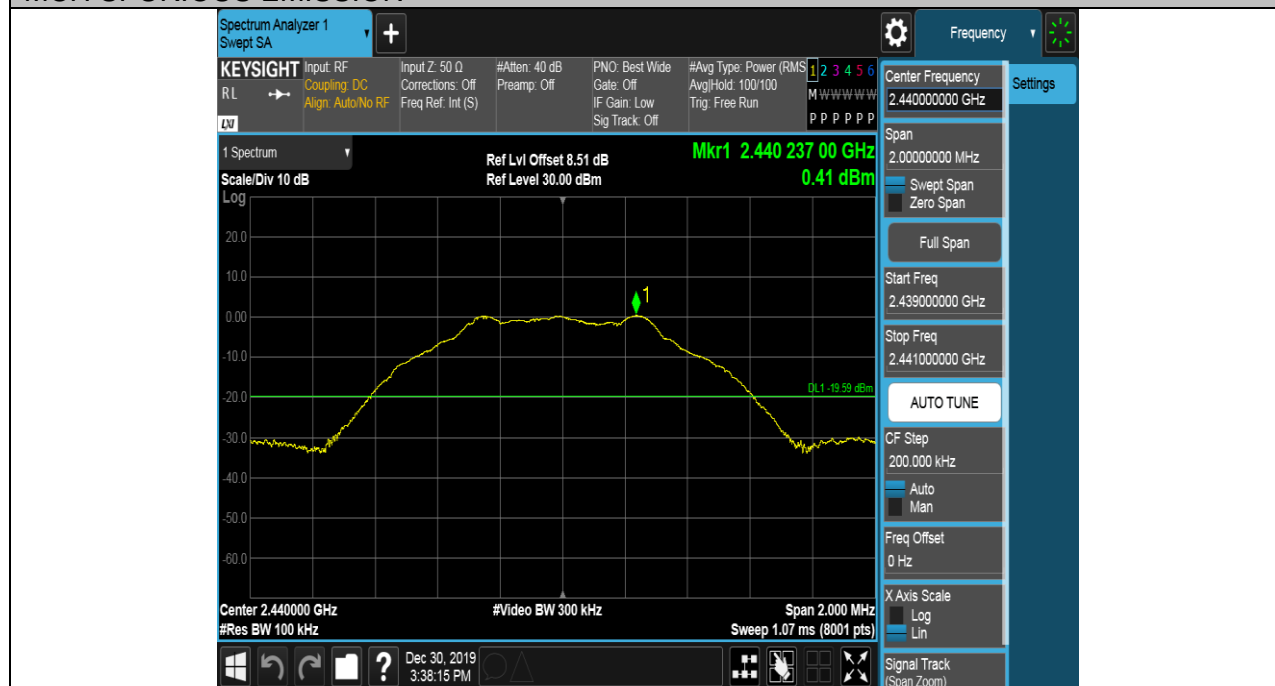 Spectrum Analyzer 1
Swept SA
+
Frequency
KEYSIGHT
RL
LXI
Input: RF
Coupling: DC
Align: Auto/No RF
Input Z: 50 Ω
Corrections: Off
Freq Ref: Int (S)
#Atten: 40 dB
Preamp: Off
PNO: Best Wide
Gate: Off
IF Gain: Low
Sig Track: Off
#Avg Type: Power (RMS
Avg|Hold: 100/100
Trig: Free Run
1 2 3 4 5 6
M W W W W W
P P P P P P
Center Frequency
2.440000000 GHz
Settings
Span
2.00000000 MHz
Swept Span
Zero Span
Full Span
Start Freq
2.439000000 GHz
Stop Freq
2.441000000 GHz
AUTO TUNE
CF Step
200.000 kHz
Auto
Man
Freq Offset
0 Hz
X Axis Scale
Log
Lin
Signal Track
(Span Zoom)
1 Spectrum
Scale/Div 10 dB
Ref Lvl Offset 8.51 dB
Ref Level 30.00 dBm
Mkr1 2.440 237 00 GHz
0.41 dBm
Log
20.0
10.0
0.00
-10.0
-20.0
-30.0
-40.0
-50.0
-60.0
1
DL1 -19.59 dBm
Center 2.440000 GHz
#Video BW 300 kHz
Span 2.000 MHz
#Res BW 100 kHz
Sweep 1.07 ms (8001 pts)
?
Dec 30, 2019
3:38:15 PM